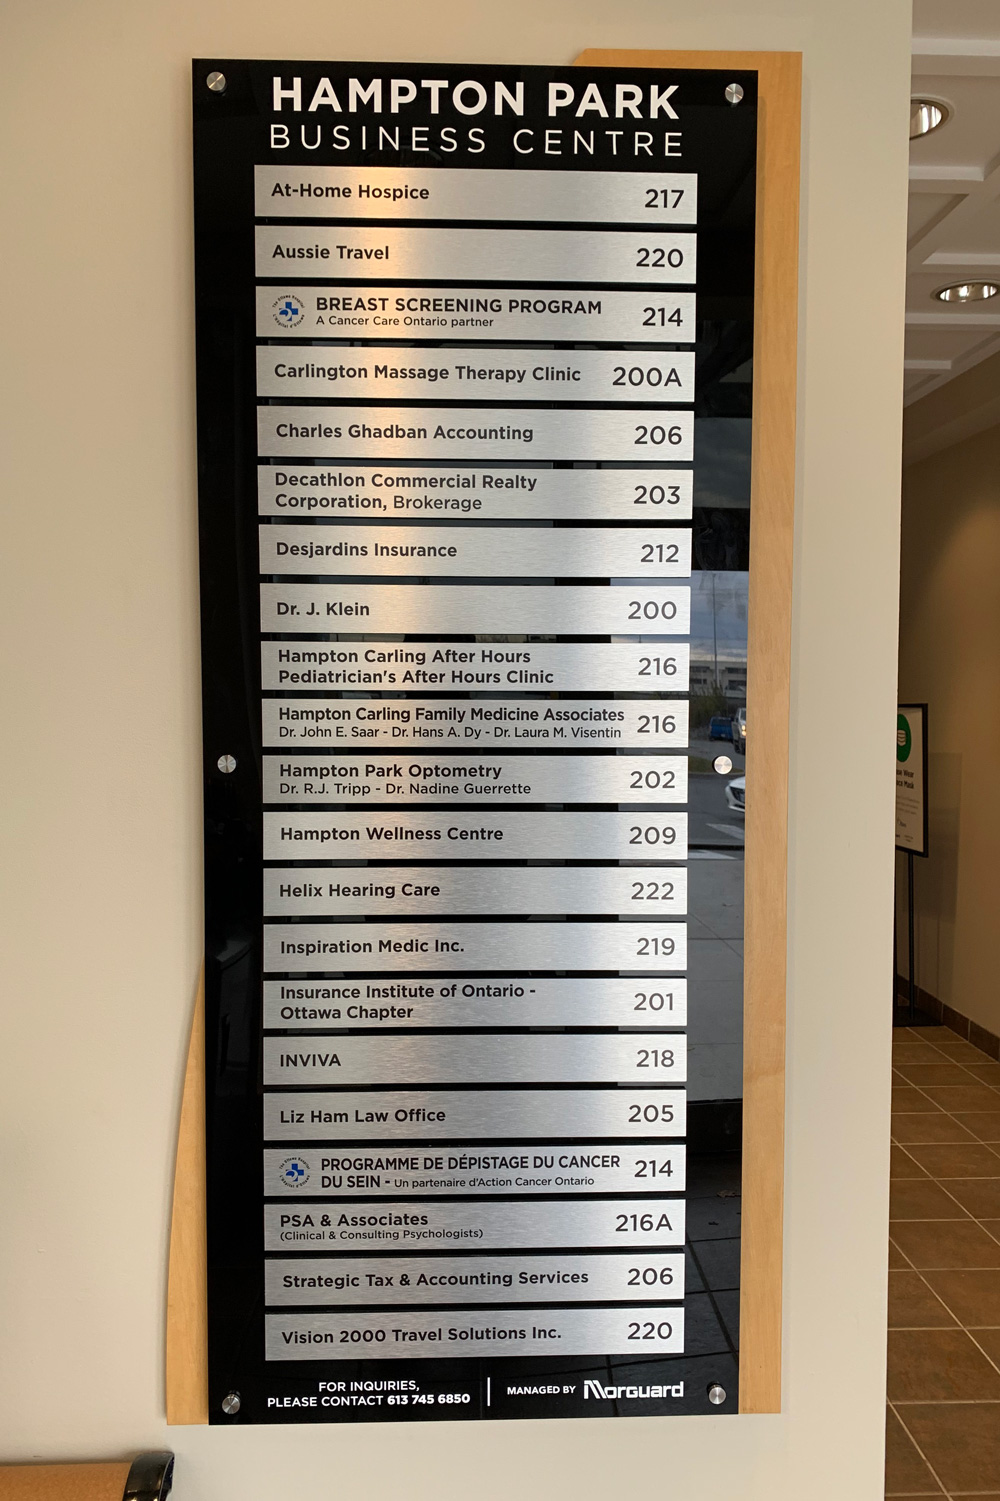 HAMPTON PARK
BUSINESS CENTRE
At-Home Hospice 217
Aussie Travel 220
BREAST SCREENING PROGRAM 214
A Cancer Care Ontario partner
Carlington Massage Therapy Clinic 200A
Charles Ghadban Accounting 206
Decathlon Commercial Realty
Corporation, Brokerage 203
Desjardins Insurance 212
Dr. J. Klein 200
Hampton Carling After Hours
Pediatrician's After Hours Clinic 216
Hampton Carling Family Medicine Associates 216
Dr. John E. Saar - Dr. Hans A. Dy - Dr. Laura M. Visentin
Hampton Park Optometry 202
Dr. R.J. Tripp - Dr. Nadine Guerrette
Hampton Wellness Centre 209
Helix Hearing Care 222
Inspiration Medic Inc. 219
Insurance Institute of Ontario -
Ottawa Chapter 201
INVIVA 218
Liz Ham Law Office 205
PROGRAMME DE DÉPISTAGE DU CANCER 214
DU SEIN - Un partenaire d'Action Cancer Ontario
PSA & Associates 216A
(Clinical & Consulting Psychologists)
Strategic Tax & Accounting Services 206
Vision 2000 Travel Solutions Inc. 220
FOR INQUIRIES,
PLEASE CONTACT 613 745 6850
MANAGED BY Morguard